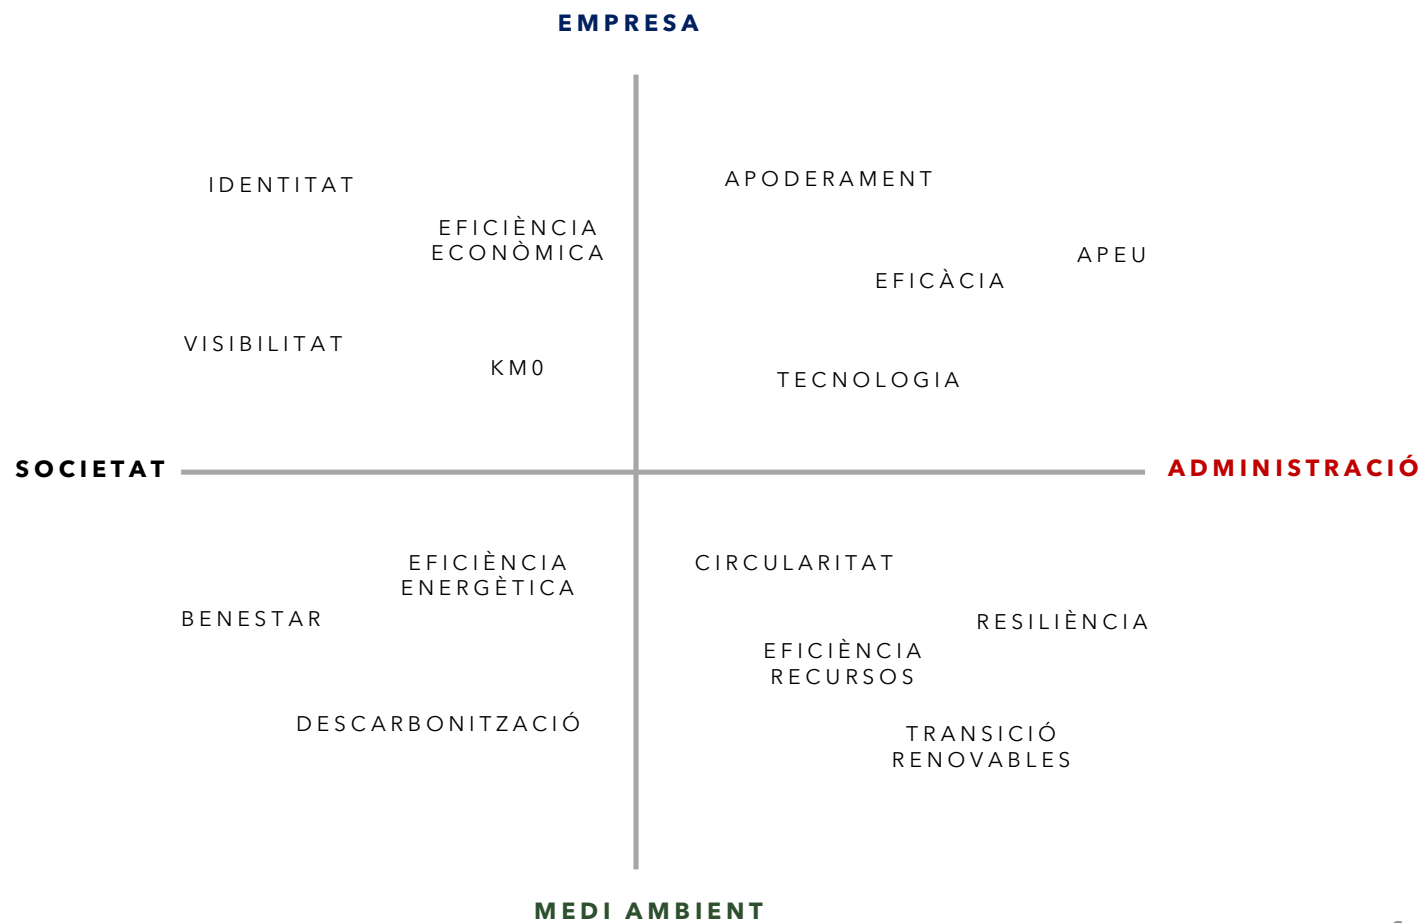 EMPRESA
IDENTITAT
APODERAMENT
EFICIÈNCIA
ECONÒMICA
APEU
EFICÀCIA
VISIBILITAT
KM0
TECNOLOGIA
SOCIETAT
ADMINISTRACIÓ
EFICIÈNCIA
ENERGÈTICA
CIRCULARITAT
BENESTAR
RESILIÈNCIA
EFICIÈNCIA
RECURSOS
DESCARBONITZACIÓ
TRANSICIÓ
RENOVABLES
MEDI AMBIENT